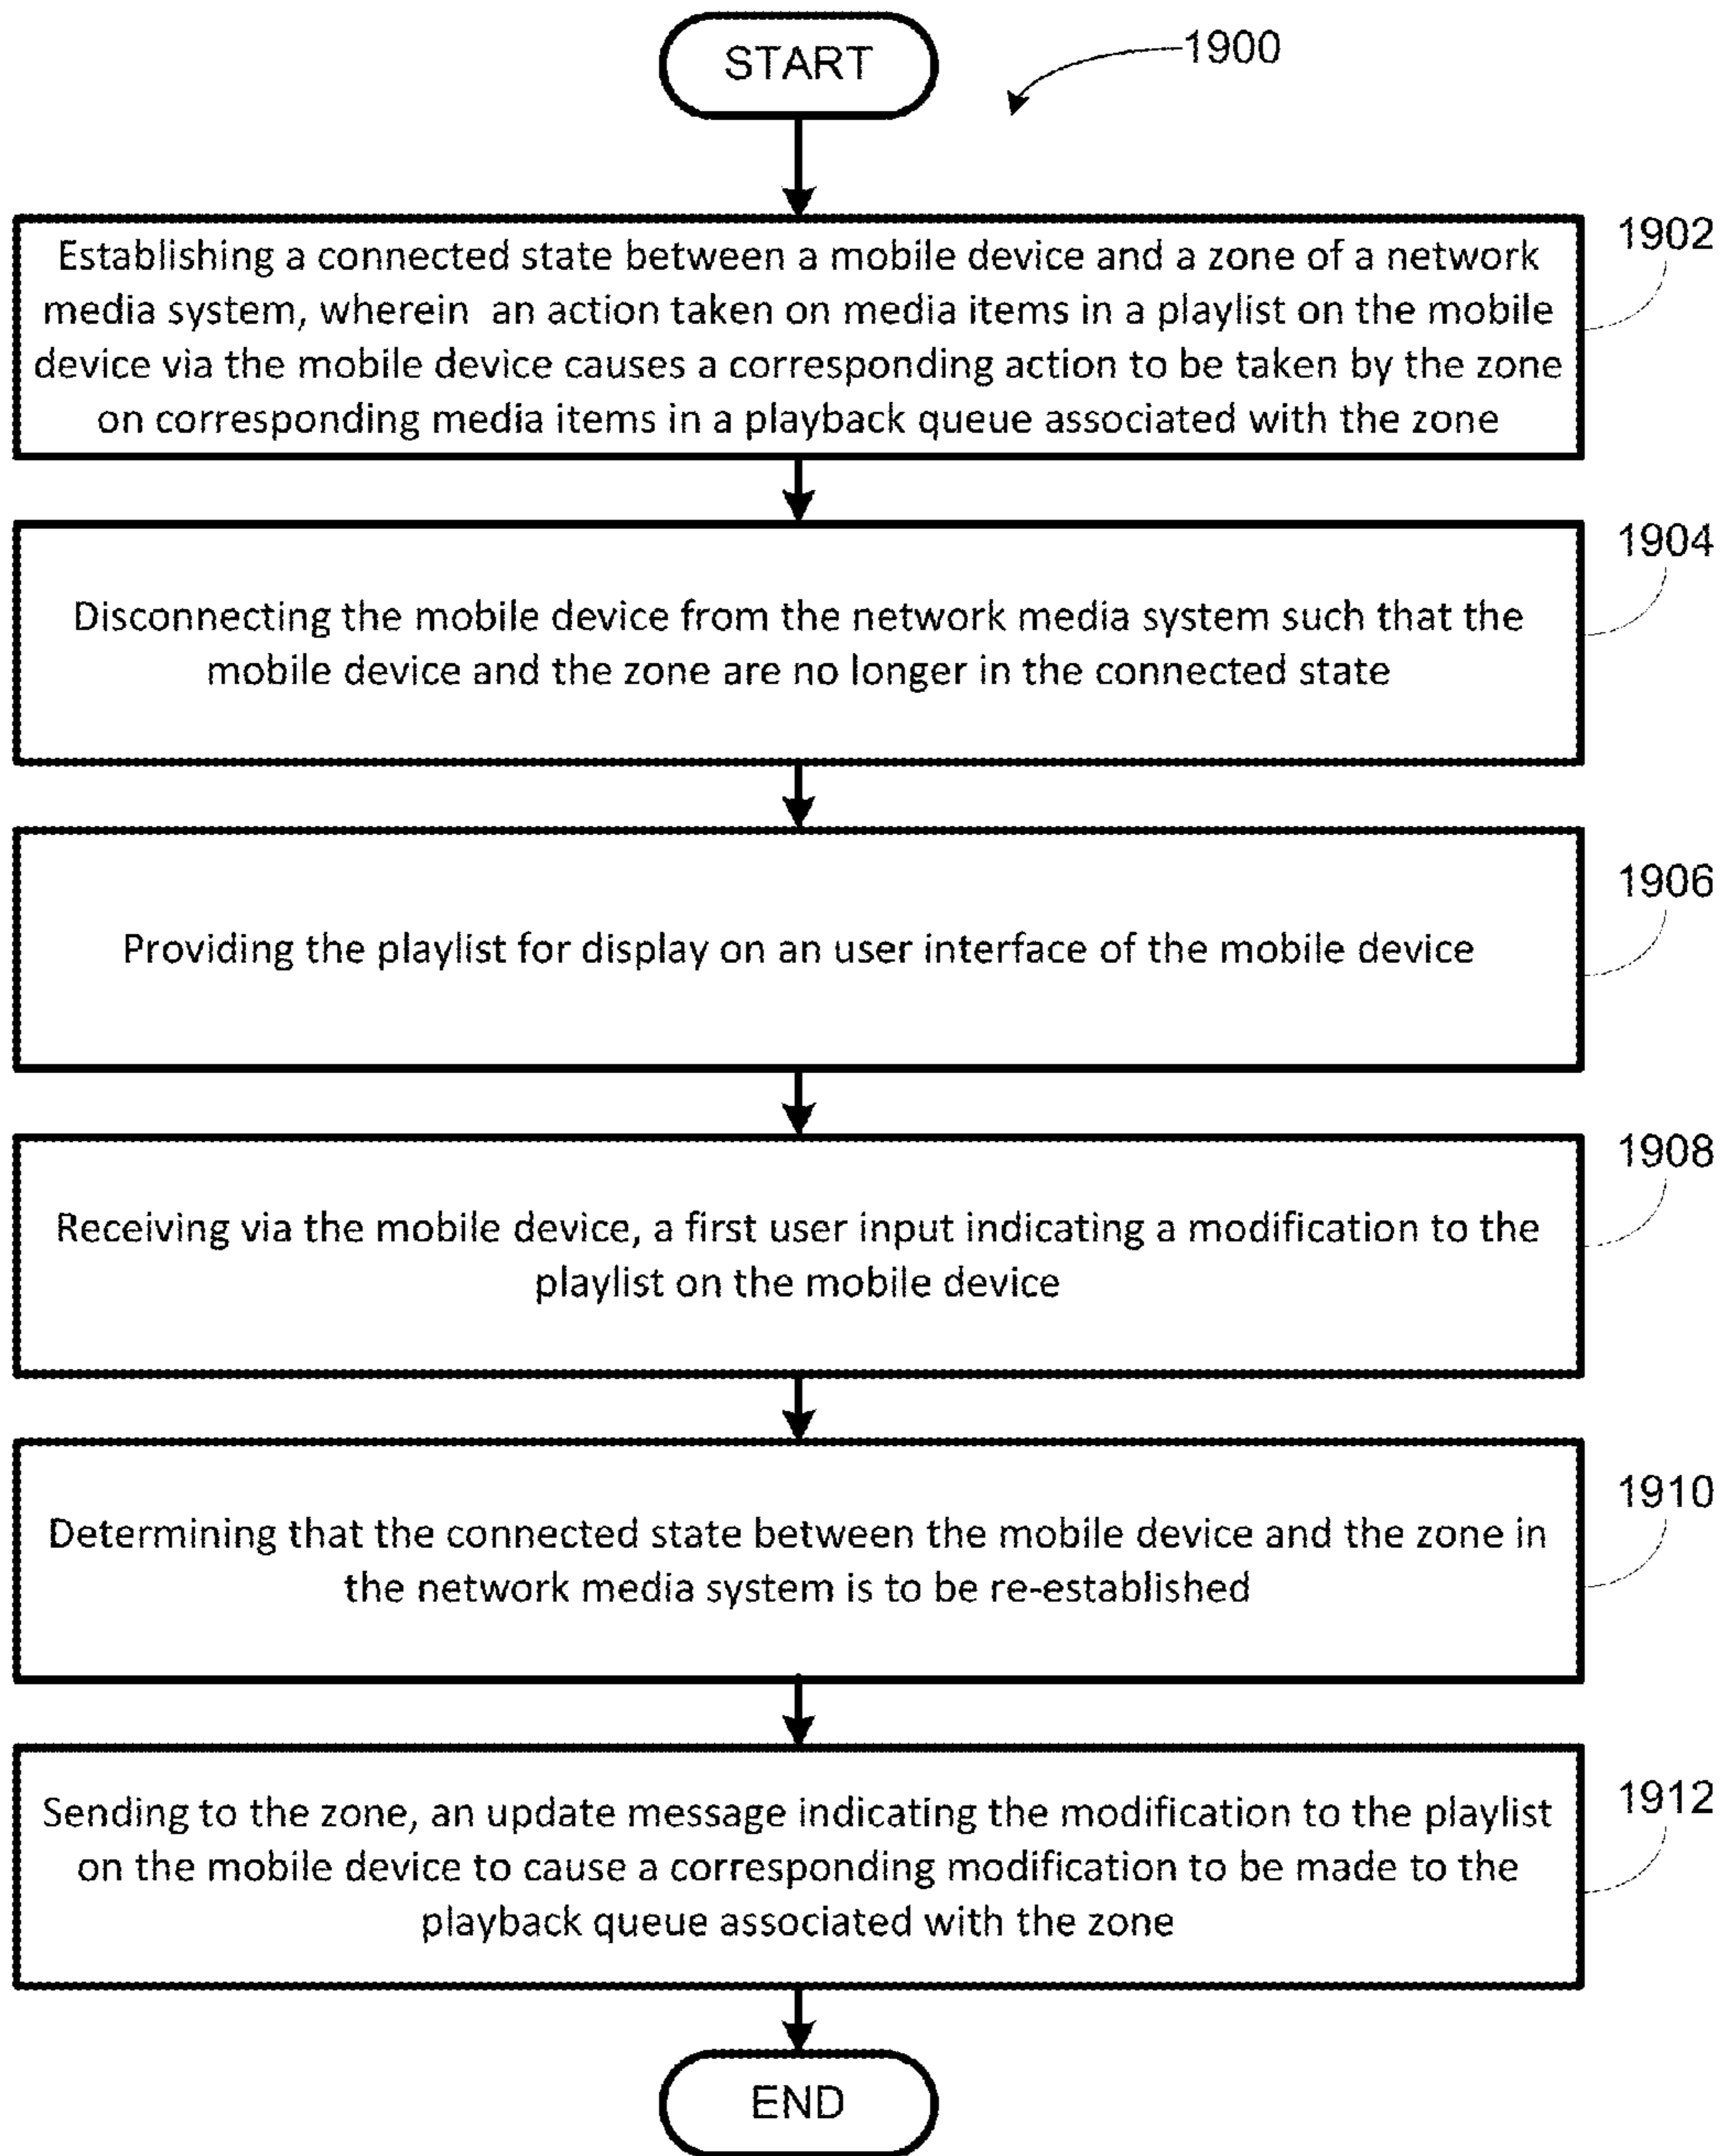 START
1900
1902
Establishing a connected state between a mobile device and a zone of a network
media system, wherein an action taken on media items in a playlist on the mobile
device via the mobile device causes a corresponding action to be taken by the zone
on corresponding media items in a playback queue associated with the zone
1904
Disconnecting the mobile device from the network media system such that the
mobile device and the zone are no longer in the connected state
1906
Providing the playlist for display on an user interface of the mobile device
1908
Receiving via the mobile device, a first user input indicating a modification to the
playlist on the mobile device
1910
Determining that the connected state between the mobile device and the zone in
the network media system is to be re-established
1912
Sending to the zone, an update message indicating the modification to the playlist
on the mobile device to cause a corresponding modification to be made to the
playback queue associated with the zone
END